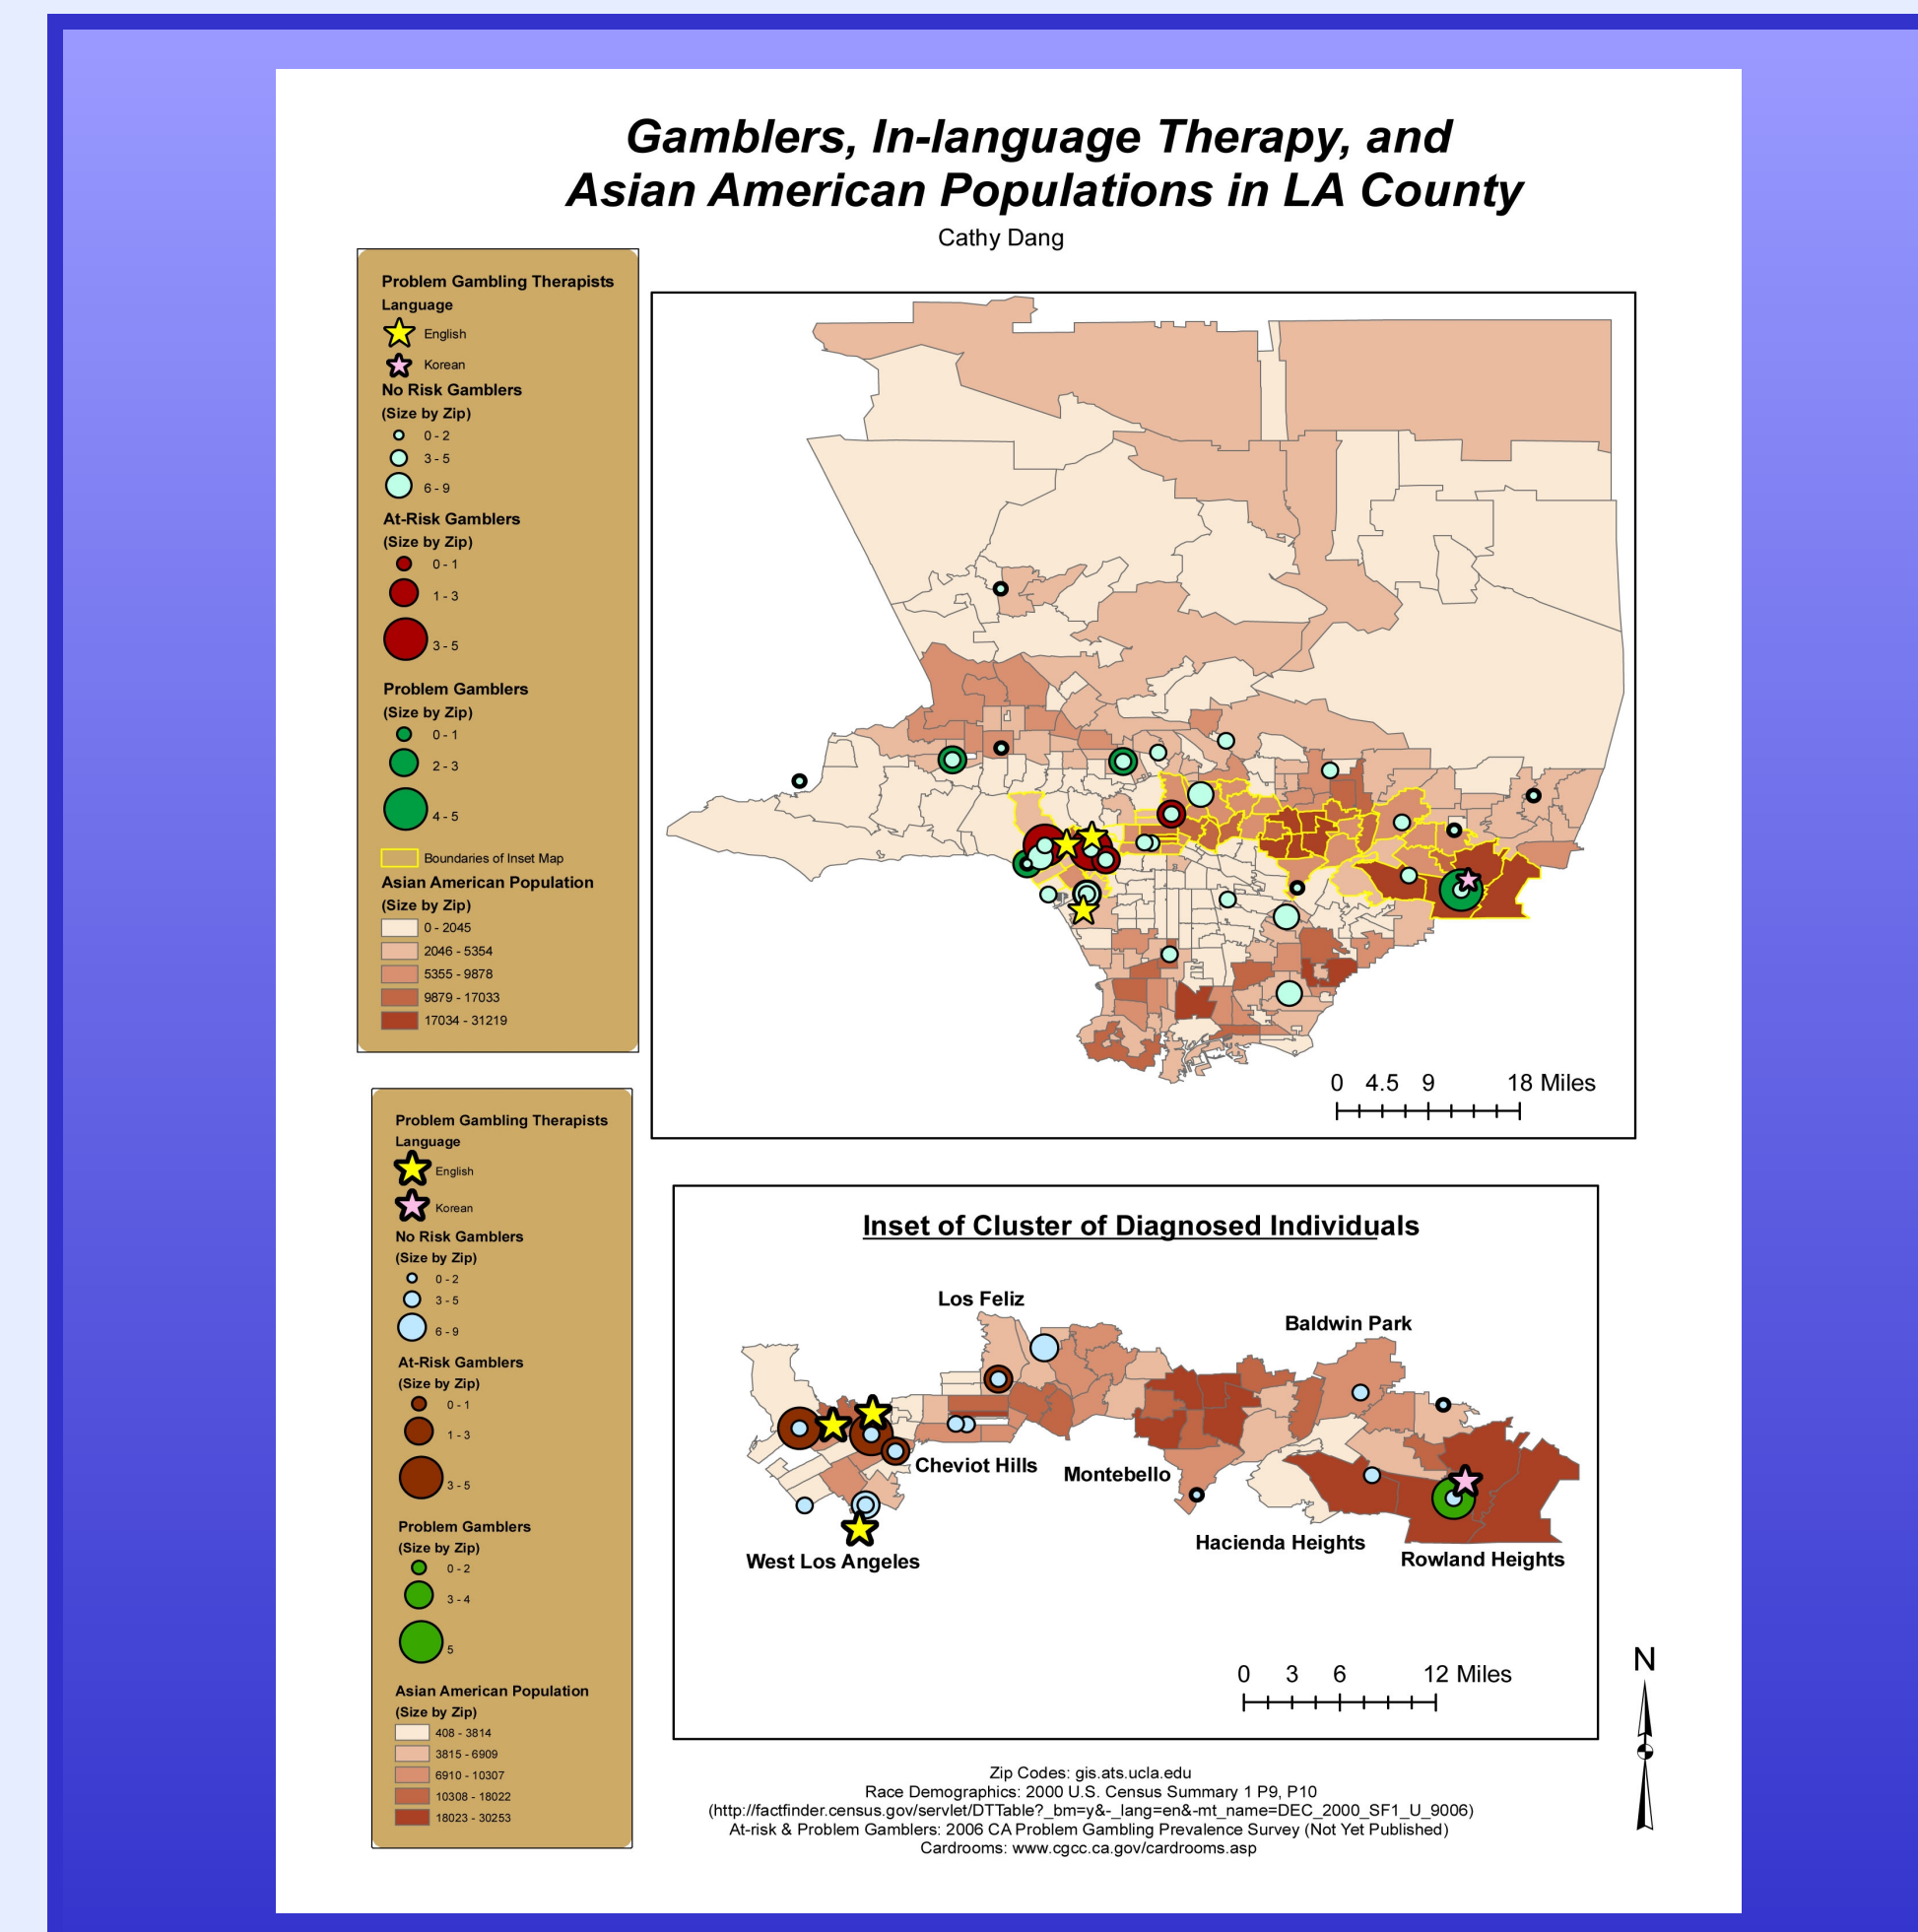 Gamblers, In-language Therapy, and
Asian American Populations in LA County
Cathy Dang
Problem Gambling Therapists
Language
English
Korean
No Risk Gamblers
(Size by Zip)
0 - 2
3 - 5
6 - 9
At-Risk Gamblers
(Size by Zip)
0 - 1
1 - 3
3 - 5
Problem Gamblers
(Size by Zip)
0 - 1
2 - 3
4 - 5
Boundaries of Inset Map
Asian American Population
(Size by Zip)
0 - 2045
2046 - 5354
5355 - 9878
9879 - 17033
17034 - 31219
0 4.5 9 18 Miles
Problem Gambling Therapists
Language
English
Korean
No Risk Gamblers
(Size by Zip)
0 - 2
3 - 5
6 - 9
At-Risk Gamblers
(Size by Zip)
0 - 1
1 - 3
3 - 5
Problem Gamblers
(Size by Zip)
0 - 2
3 - 4
5
Asian American Population
(Size by Zip)
408 - 3814
3815 - 6909
6910 - 10307
10308 - 18022
18023 - 30253
Inset of Cluster of Diagnosed Individuals
Los Feliz
Baldwin Park
Cheviot Hills
Montebello
West Los Angeles
Hacienda Heights
Rowland Heights
0 3 6 12 Miles
N
Zip Codes: gis.ats.ucla.edu
Race Demographics: 2000 U.S. Census Summary 1 P9, P10
(http://factfinder.census.gov/servlet/DTTable?_bm=y&-_lang=en&-mt_name=DEC_2000_SF1_U_9006)
At-risk & Problem Gamblers: 2006 CA Problem Gambling Prevalence Survey (Not Yet Published)
Cardrooms: www.cgcc.ca.gov/cardrooms.asp